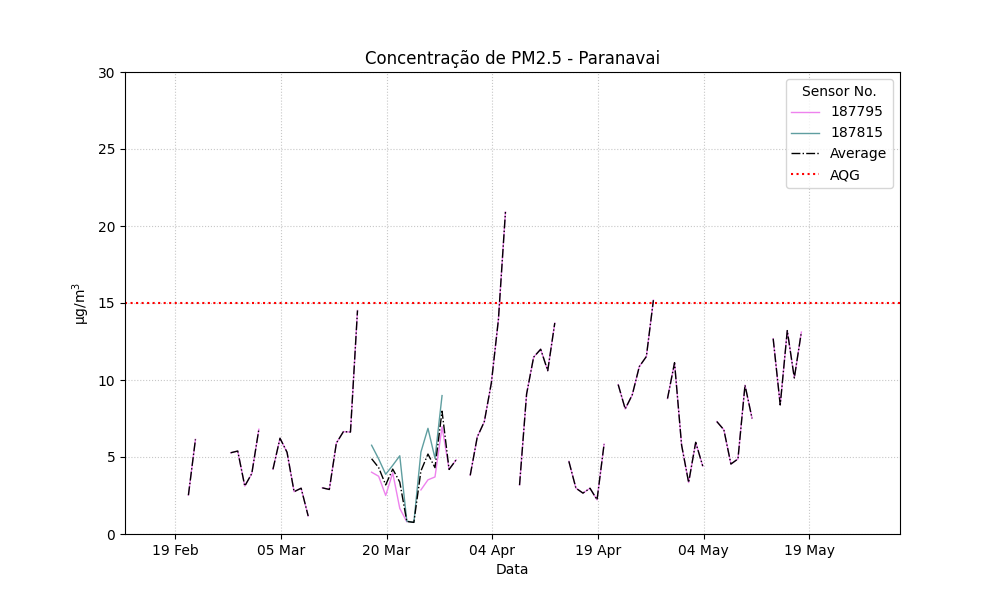 Concentração de PM2.5 - Paranavai
30
25
20
15
10
5
0
µg/m³
Sensor No.
187795
187815
Average
AQG
19 Feb
05 Mar
20 Mar
04 Apr
19 Apr
04 May
19 May
Data